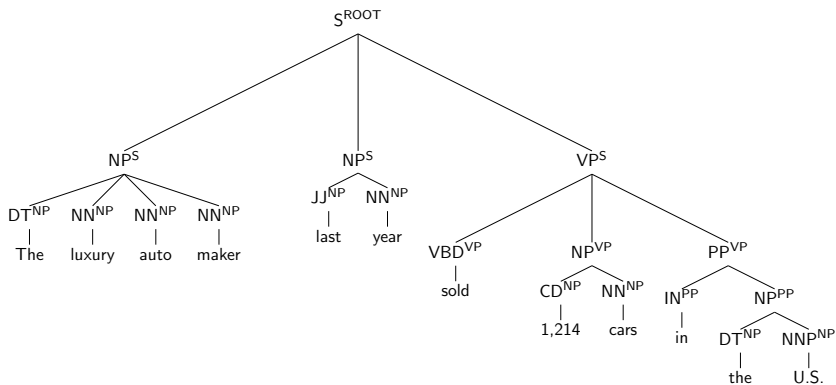 S^ROOT
NP^S NP^S VP^S
DT^NP NN^NP NN^NP NN^NP JJ^NP NN^NP
The luxury auto maker last year
VBD^VP NP^VP PP^VP
sold CD^NP NN^NP IN^PP NP^PP
1,214 cars in DT^NP NNP^NP
the U.S.